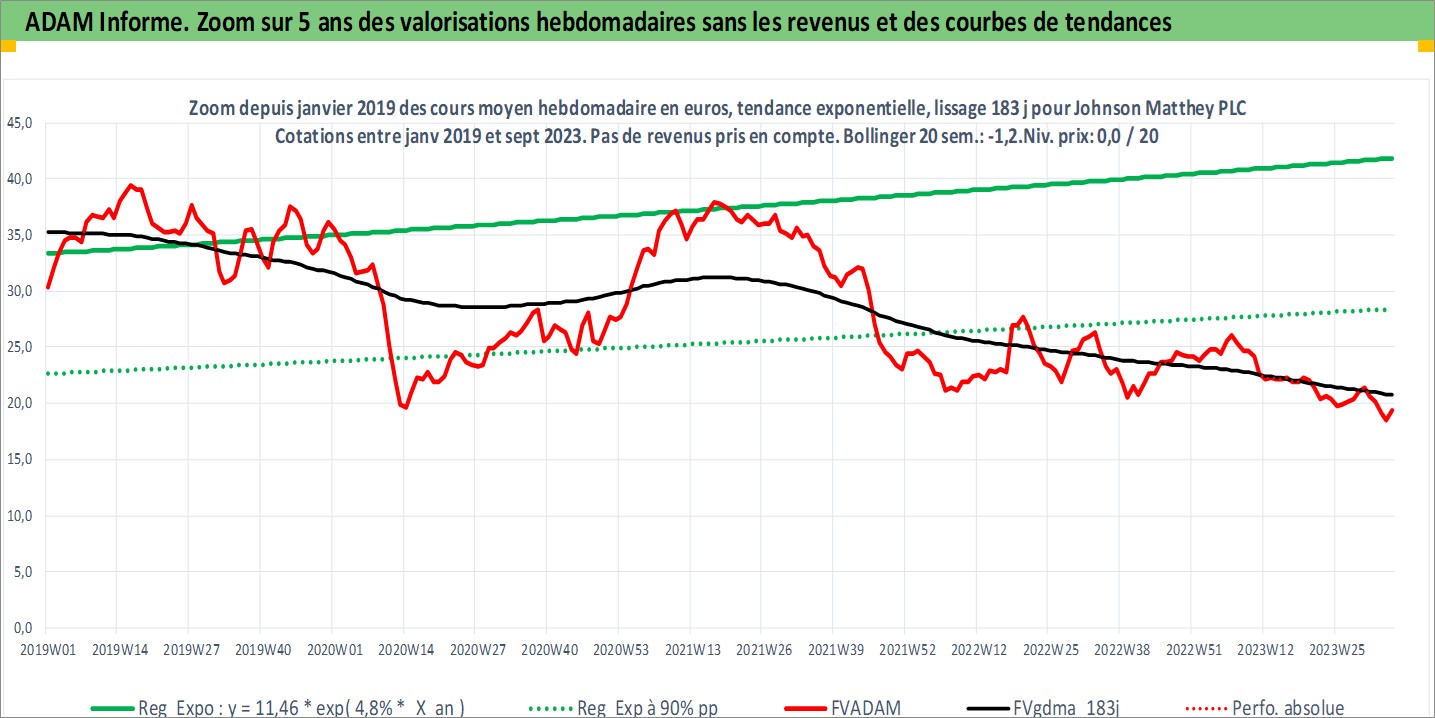 ADAM Informe. Zoom sur 5 ans des valorisations hebdomadaires sans les revenus et des courbes de tendances
Zoom depuis janvier 2019 des cours moyen hebdomadaire en euros, tendance exponentielle, lissage 183 j pour Johnson Matthey PLC
Cotations entre janv 2019 et sept 2023. Pas de revenus pris en compte. Bollinger 20 sem.: -1,2.Niv. prix: 0,0 / 20
45,0
40,0
35,0
30,0
25,0
20,0
15,0
10,0
5,0
0,0
2019W01 2019W14 2019W27 2019W40 2020W01 2020W14 2020W27 2020W40 2020W53 2021W13 2021W26 2021W39 2021W52 2022W12 2022W25 2022W38 2022W51 2023W12 2023W25
Reg Expo : y = 11,46 * exp( 4,8% * X an ) Reg Exp à 90% pp FVADAM FVgdma 183j Perfo. absolue